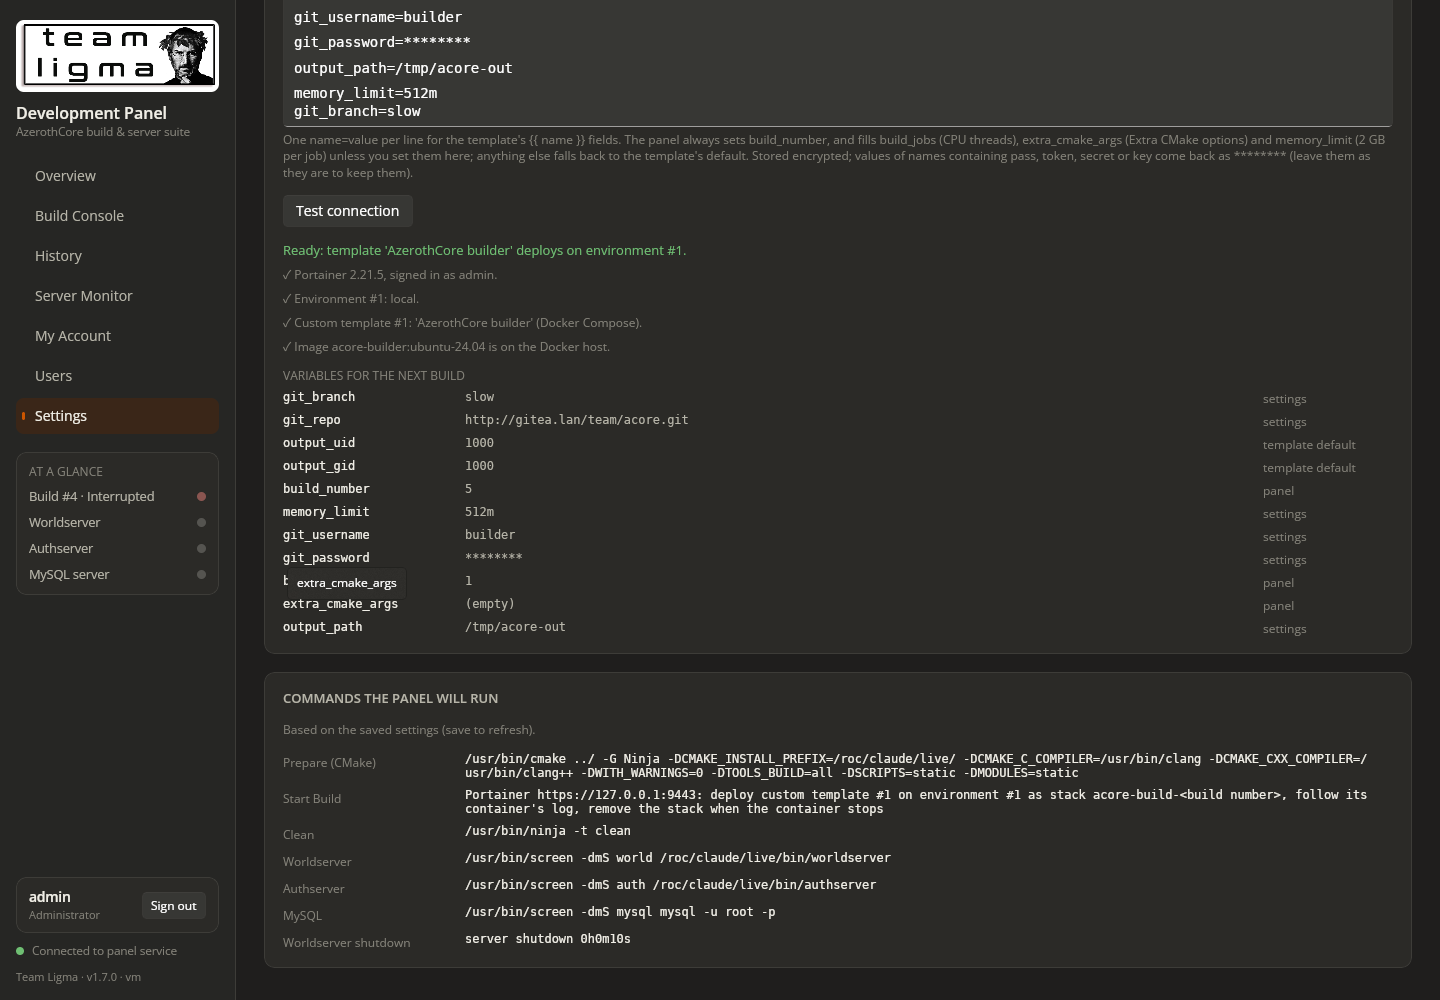 team
ligma
Development Panel
AzerothCore build & server suite
Overview
Build Console
History
Server Monitor
My Account
Users
Settings
AT A GLANCE
Build #4 · Interrupted
Worldserver
Authserver
MySQL server
admin
Administrator
Sign out
Connected to panel service
Team Ligma · v1.7.0 · vm
git_username=builder
git_password=********
output_path=/tmp/acore-out
memory_limit=512m
git_branch=slow
One name=value per line for the template's {{ name }} fields. The panel always sets build_number, and fills build_jobs (CPU threads), extra_cmake_args (Extra CMake options) and memory_limit (2 GB
per job) unless you set them here; anything else falls back to the template's default. Stored encrypted; values of names containing pass, token, secret or key come back as ******** (leave them as
they are to keep them).
Test connection
Ready: template 'AzerothCore builder' deploys on environment #1.
✓ Portainer 2.21.5, signed in as admin.
✓ Environment #1: local.
✓ Custom template #1: 'AzerothCore builder' (Docker Compose).
✓ Image acore-builder:ubuntu-24.04 is on the Docker host.
VARIABLES FOR THE NEXT BUILD
git_branch slow settings
git_repo http://gitea.lan/team/acore.git settings
output_uid 1000 template default
output_gid 1000 template default
build_number 5 panel
memory_limit 512m settings
git_username builder settings
git_password ******** settings
extra_cmake_args 1 panel
extra_cmake_args (empty) panel
output_path /tmp/acore-out settings
COMMANDS THE PANEL WILL RUN
Based on the saved settings (save to refresh).
Prepare (CMake) /usr/bin/cmake ../ -G Ninja -DCMAKE_INSTALL_PREFIX=/roc/claude/live/ -DCMAKE_C_COMPILER=/usr/bin/clang -DCMAKE_CXX_COMPILER=/
usr/bin/clang++ -DWITH_WARNINGS=0 -DTOOLS_BUILD=all -DSCRIPTS=static -DMODULES=static
Start Build Portainer https://127.0.0.1:9443: deploy custom template #1 on environment #1 as stack acore-build-<build number>, follow its
container's log, remove the stack when the container stops
Clean /usr/bin/ninja -t clean
Worldserver /usr/bin/screen -dmS world /roc/claude/live/bin/worldserver
Authserver /usr/bin/screen -dmS auth /roc/claude/live/bin/authserver
MySQL /usr/bin/screen -dmS mysql mysql -u root -p
Worldserver shutdown server shutdown 0h0m10s